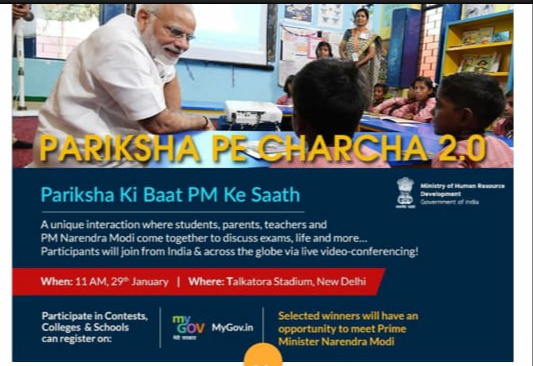 PARIKSHA PE CHARCHA 2.0
Pariksha Ki Baat PM Ke Saath
Ministry of Human Resource
Development
Government of India
A unique interaction where students, parents, teachers and
PM Narendra Modi come together to discuss exams, life and more...
Participants will join from India & across the globe via live video-conferencing!
When: 11 AM, 29th January | Where: Talkatora Stadium, New Delhi
Participate in Contests,
Colleges & Schools
can register on:
my
GOV
मेरी सरकार
MyGov.in
Selected winners will have an
opportunity to meet Prime
Minister Narendra Modi